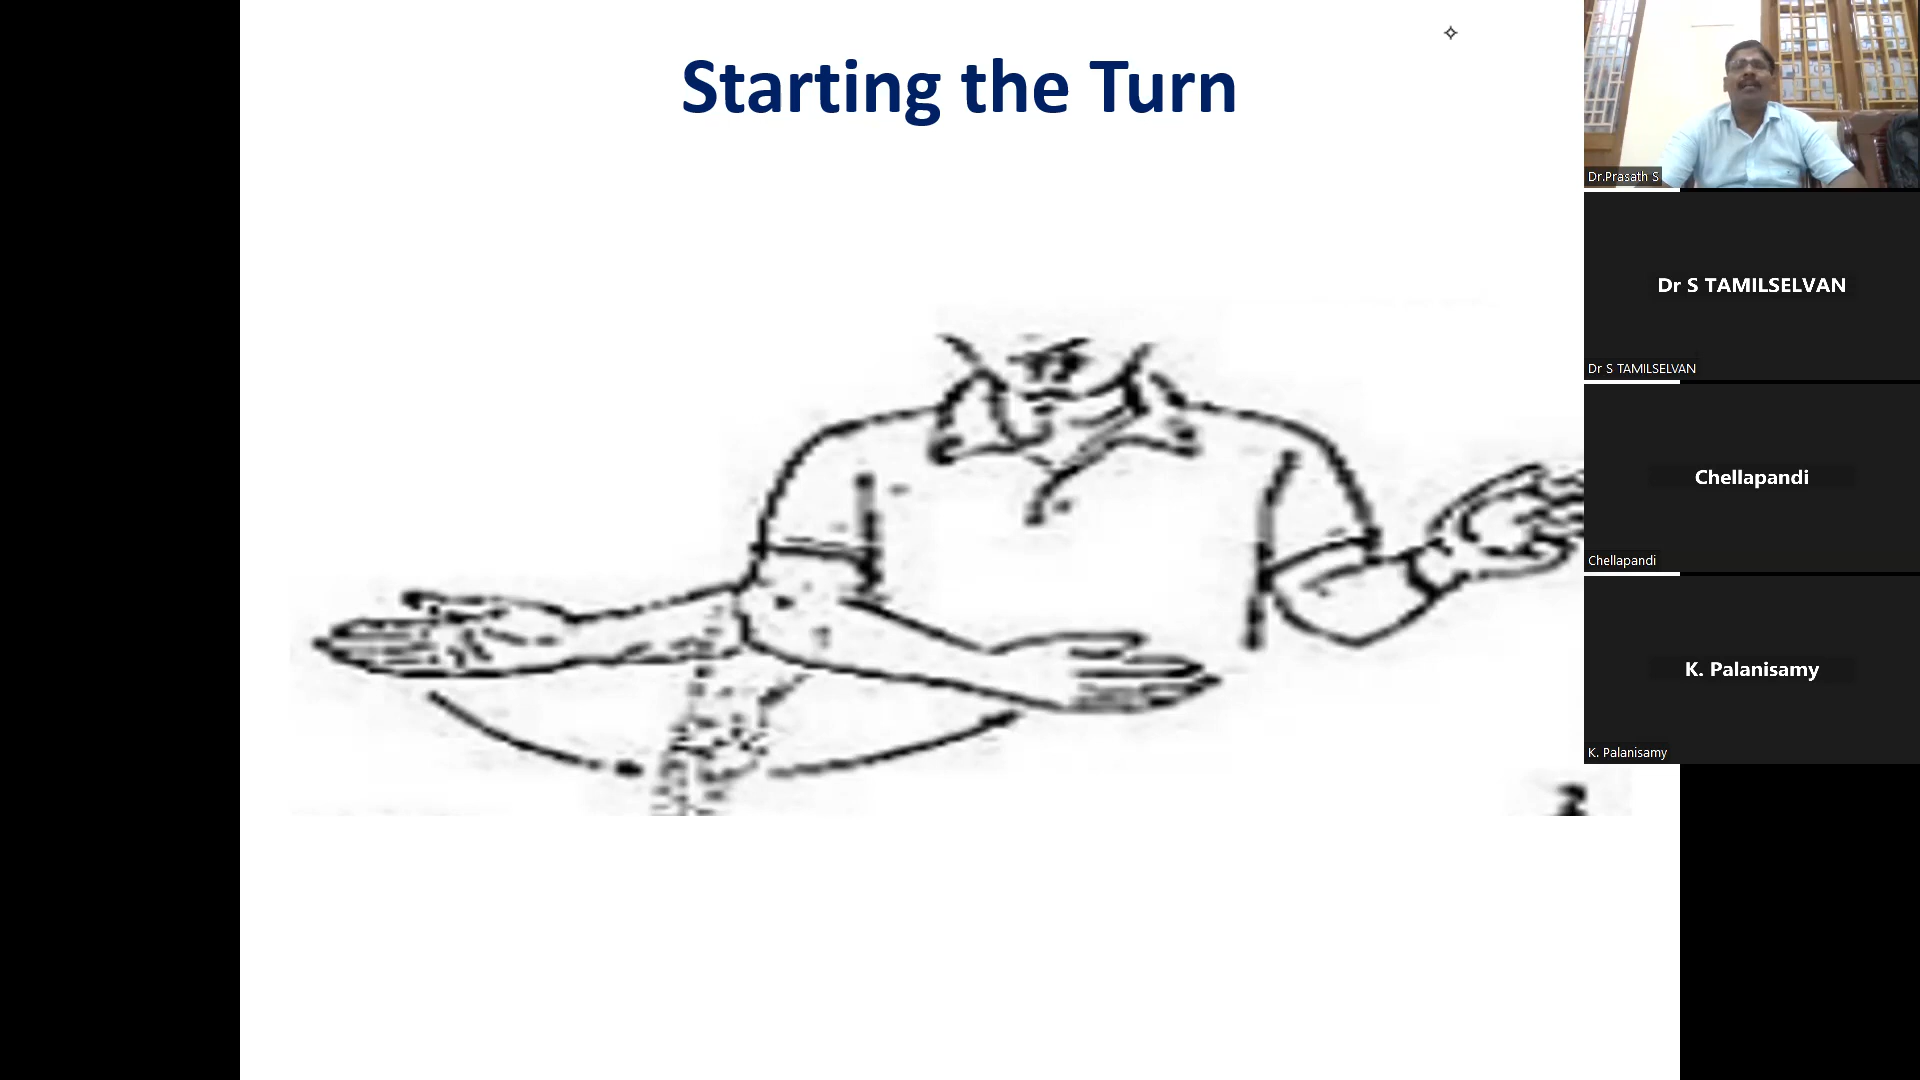 Starting the Turn
Dr.Prasath S
Dr S TAMILSELVAN
Dr S TAMILSELVAN
Chellapandi
Chellapandi
K. Palanisamy
K. Palanisamy